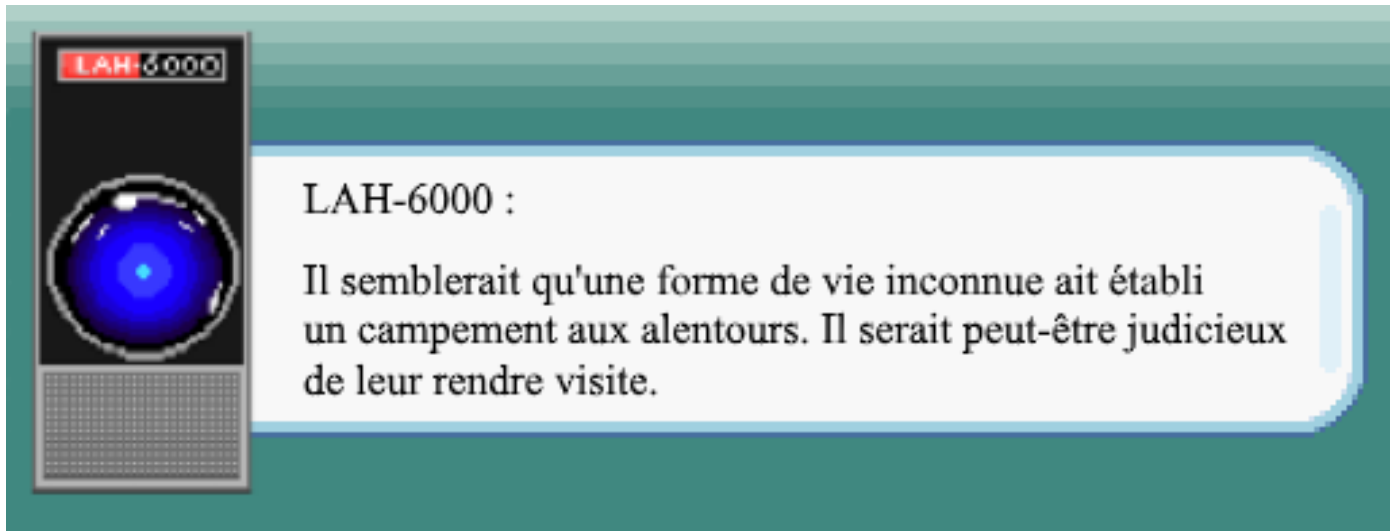 LAH-6000
LAH-6000 :
Il semblerait qu'une forme de vie inconnue ait établi
un campement aux alentours. Il serait peut-être judicieux
de leur rendre visite.